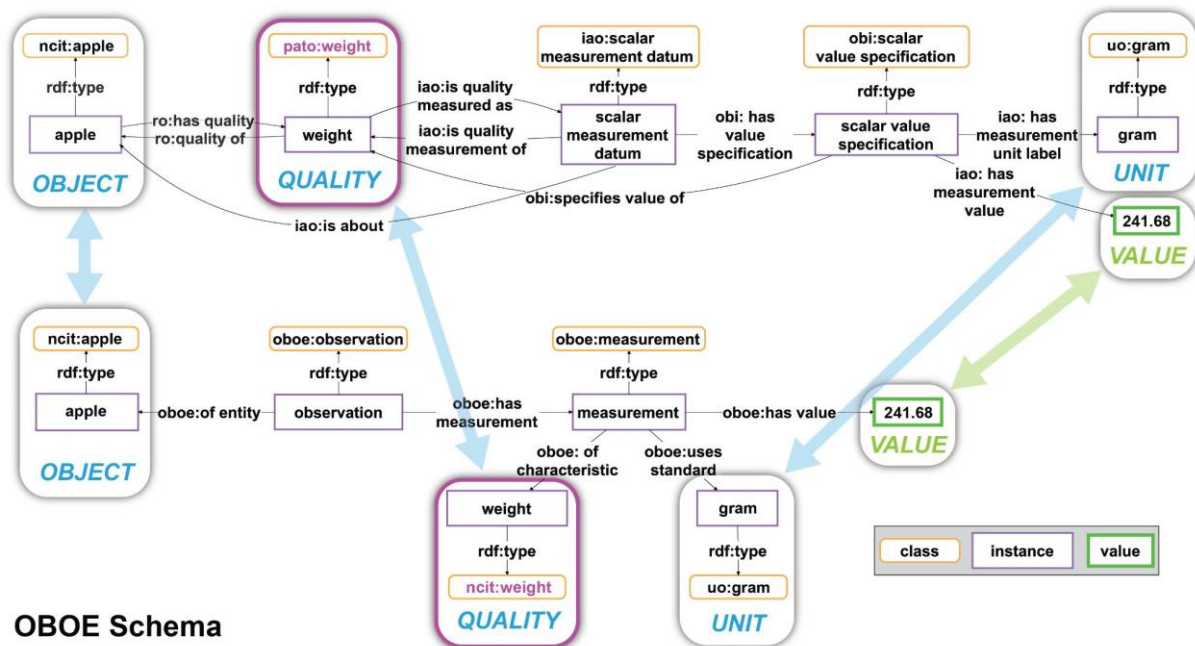 ncit:apple
rdf:type
apple
OBJECT
ro:has quality
ro:quality of
pato:weight
rdf:type
weight
QUALITY
iao:is quality
measured as
iao:is quality
measurement of
iao:scalar
measurement datum
rdf:type
scalar
measurement
datum
obi: has
value
specification
obi:scalar
value specification
rdf:type
scalar value
specification
iao: has
measurement
unit label
iao: has
measurement
value
uo:gram
rdf:type
gram
UNIT
obi:specifies value of
iao:is about
241.68
VALUE
ncit:apple
rdf:type
apple
OBJECT
oboe:of entity
oboe:observation
rdf:type
observation
oboe:has
measurement
oboe:measurement
rdf:type
measurement
oboe:has value
241.68
VALUE
oboe: of
characteristic
oboe:uses
standard
weight
rdf:type
ncit:weight
QUALITY
gram
rdf:type
uo:gram
UNIT
class
instance
value
OBOE Schema